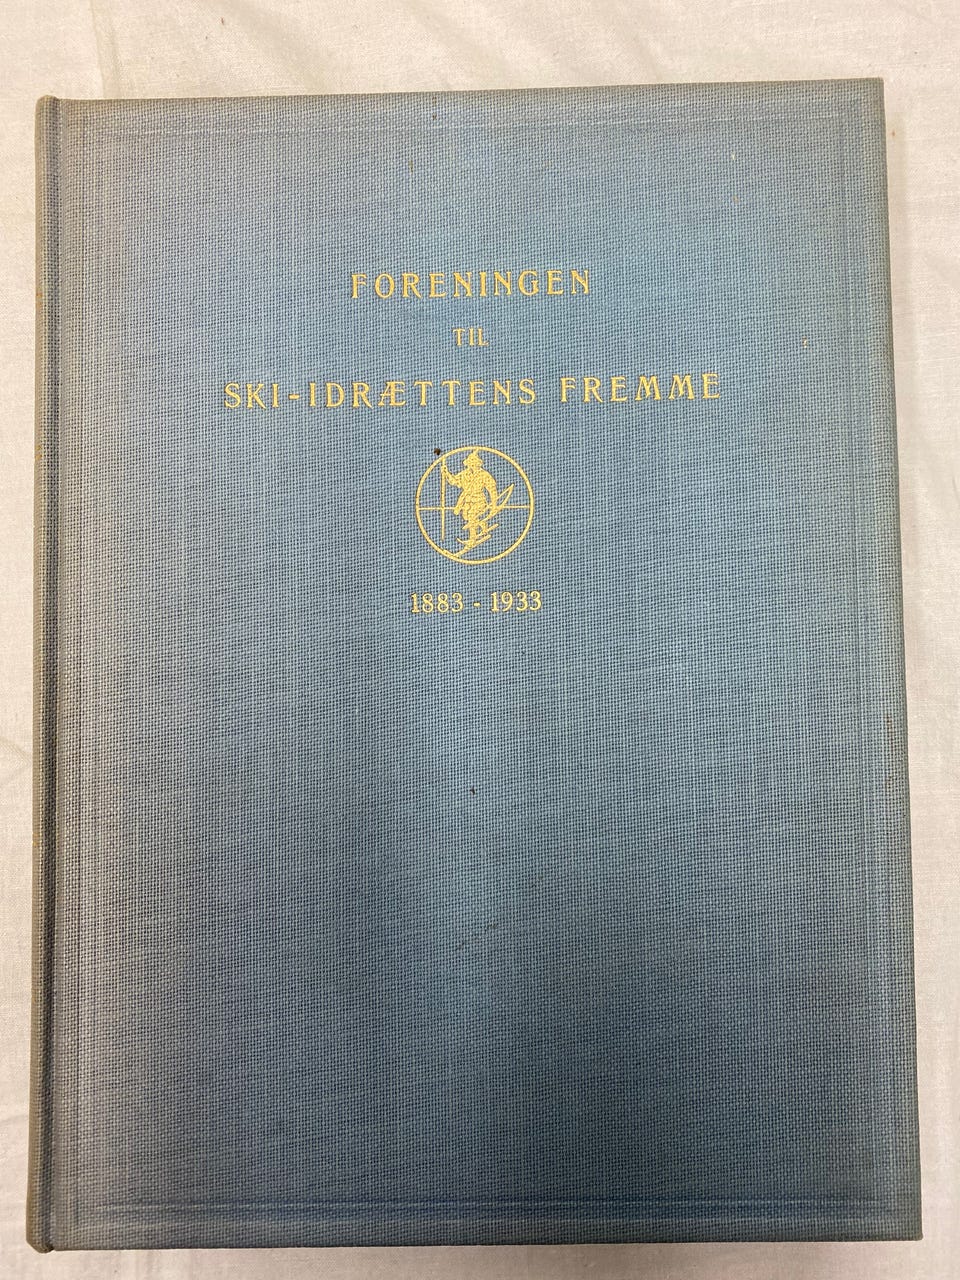 FORENINGEN
TIL
SKI-IDRÆTTENS FREMME
1883 - 1933